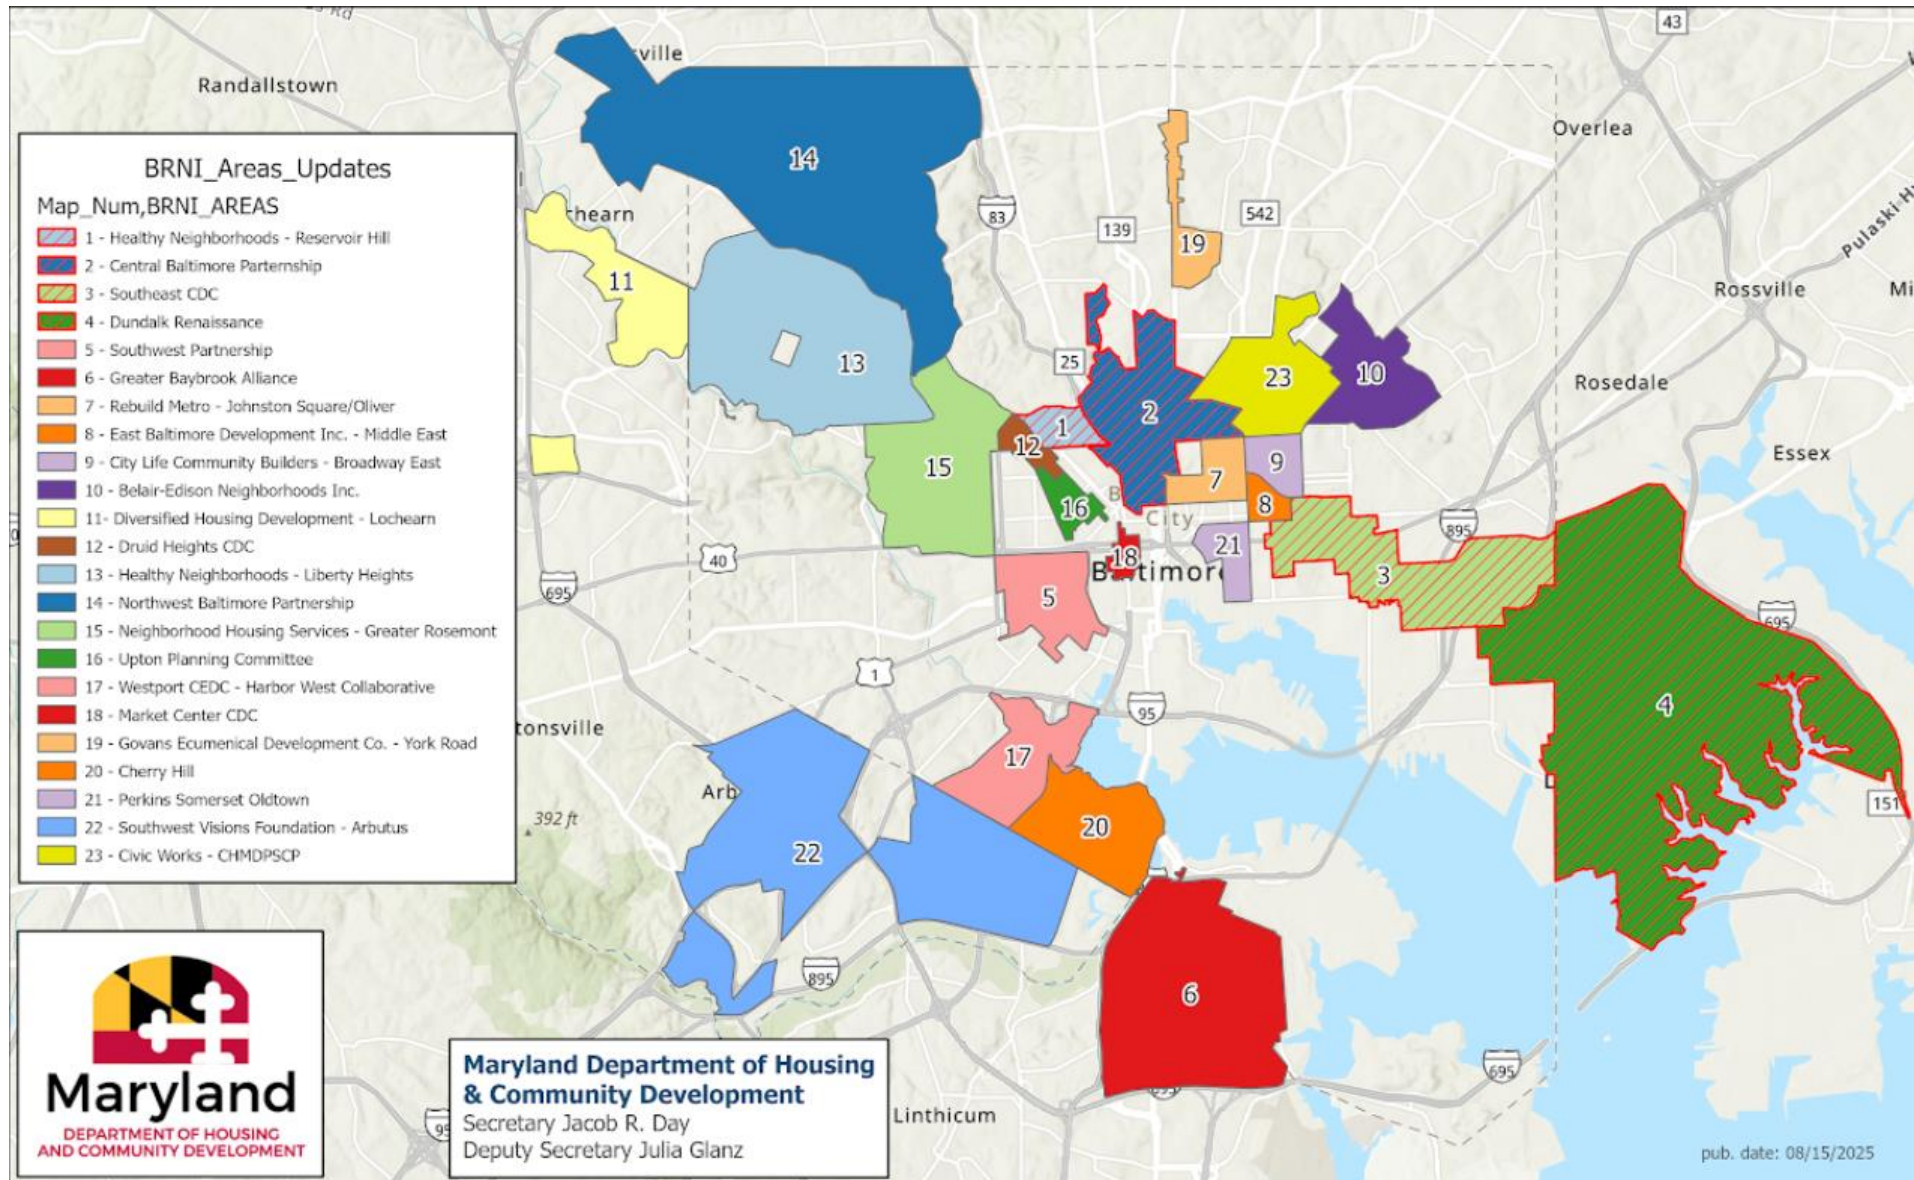 Randallstown
Overlea
Rossville
Rosedale
Essex
Linthicum
Baltimore
City
392 ft
43
83
139
542
25
40
695
895
695
1
95
151
895
695
BRNI_Areas_Updates
Map_Num,BRNI_AREAS
1 - Healthy Neighborhoods - Reservoir Hill
2 - Central Baltimore Parternship
3 - Southeast CDC
4 - Dundalk Renaissance
5 - Southwest Partnership
6 - Greater Baybrook Alliance
7 - Rebuild Metro - Johnston Square/Oliver
8 - East Baltimore Development Inc. - Middle East
9 - City Life Community Builders - Broadway East
10 - Belair-Edison Neighborhoods Inc.
11- Diversified Housing Development - Lochearn
12 - Druid Heights CDC
13 - Healthy Neighborhoods - Liberty Heights
14 - Northwest Baltimore Partnership
15 - Neighborhood Housing Services - Greater Rosemont
16 - Upton Planning Committee
17 - Westport CEDC - Harbor West Collaborative
18 - Market Center CDC
19 - Govans Ecumenical Development Co. - York Road
20 - Cherry Hill
21 - Perkins Somerset Oldtown
22 - Southwest Visions Foundation - Arbutus
23 - Civic Works - CHMDPSCP
14
19
11
13
23
10
2
1
12
15
7
9
16
8
18
21
3
5
4
17
20
22
6
Maryland
DEPARTMENT OF HOUSING
AND COMMUNITY DEVELOPMENT
Maryland Department of Housing
& Community Development
Secretary Jacob R. Day
Deputy Secretary Julia Glanz
pub. date: 08/15/2025